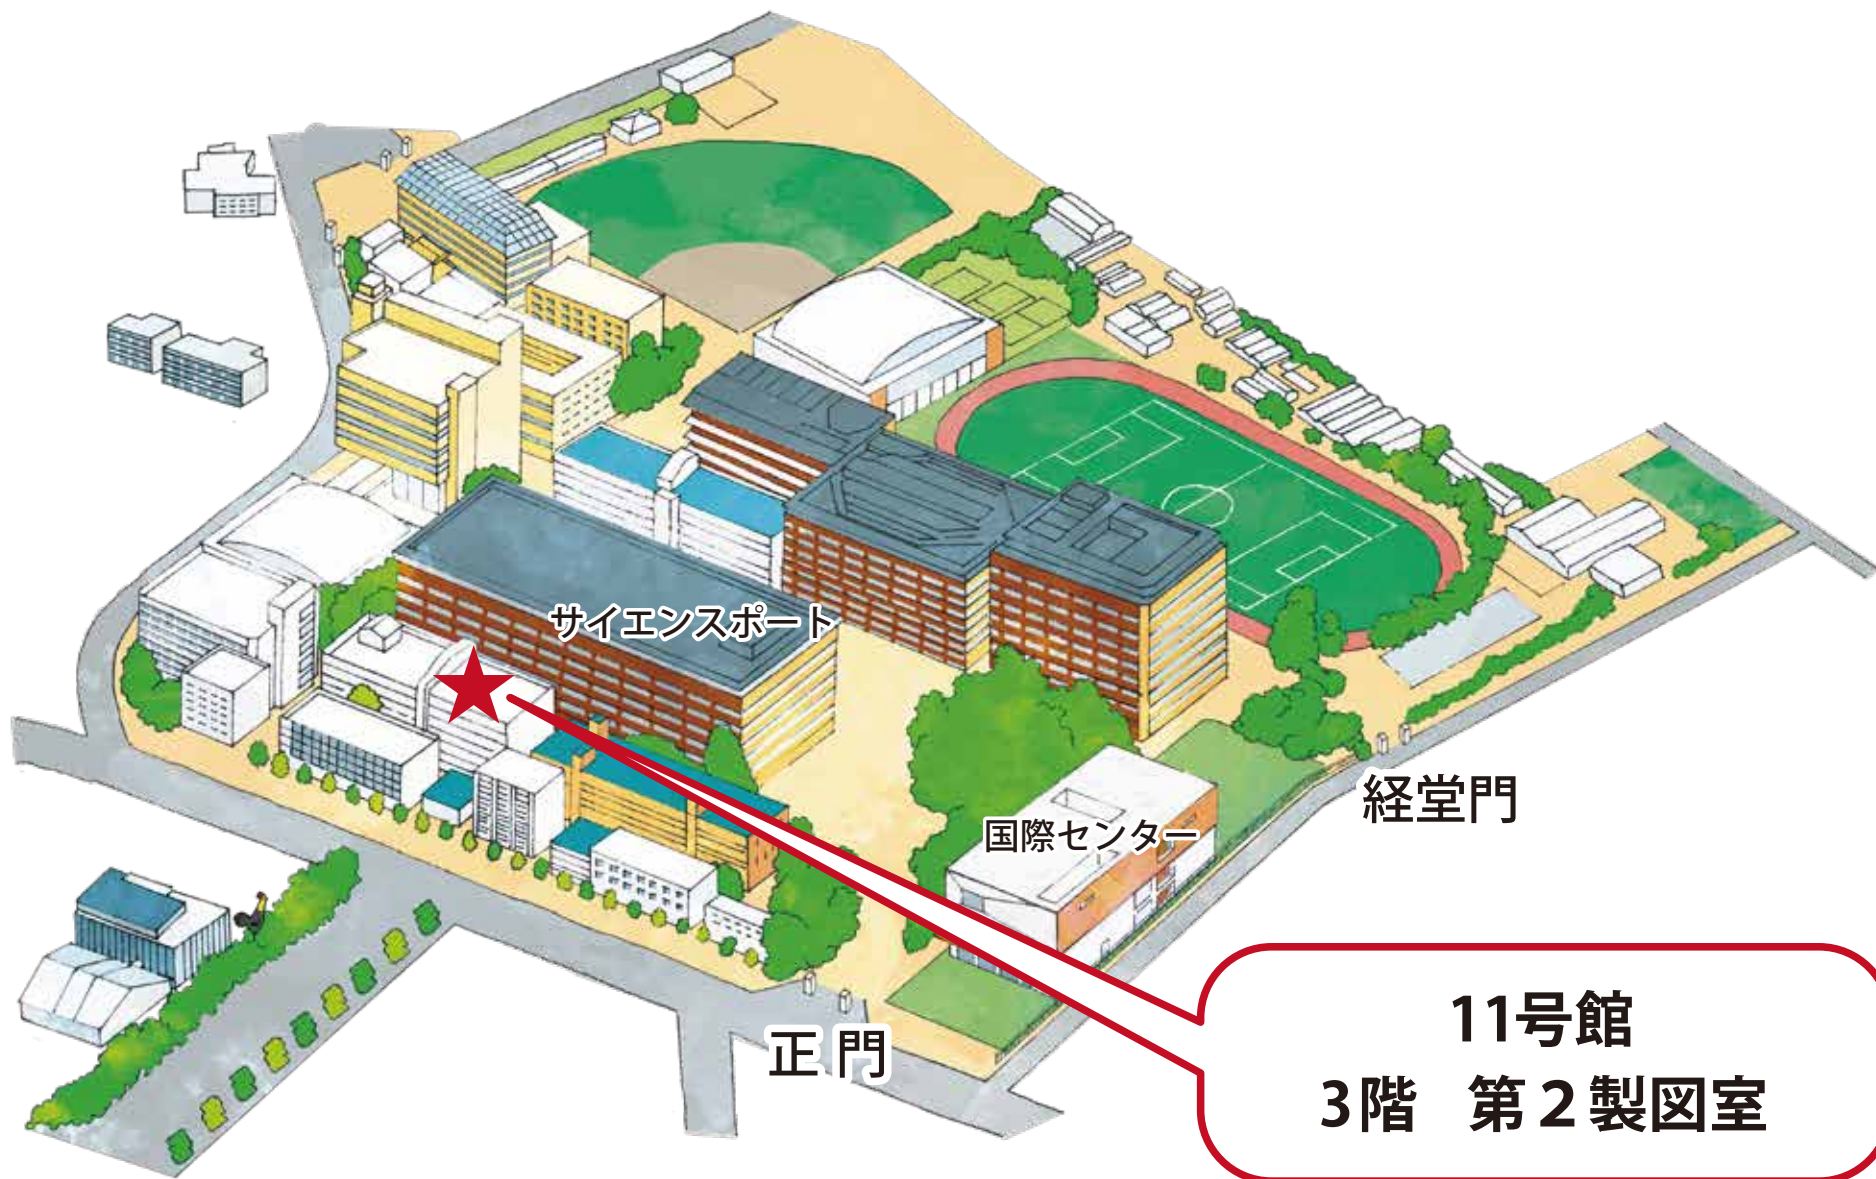 サイエンスポート
国際センター
経堂門
正門
11号館
3階　第2製図室